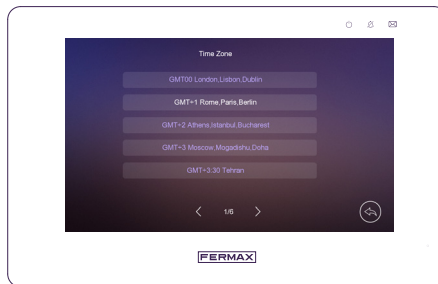 Time Zone
GMT00 London,Lisbon,Dublin
GMT+1 Rome,Paris,Berlin
GMT+2 Athens,Istanbul,Bucharest
GMT+3 Moscow,Mogadishu,Doha
GMT+3:30 Tehran
1/6
FERMAX